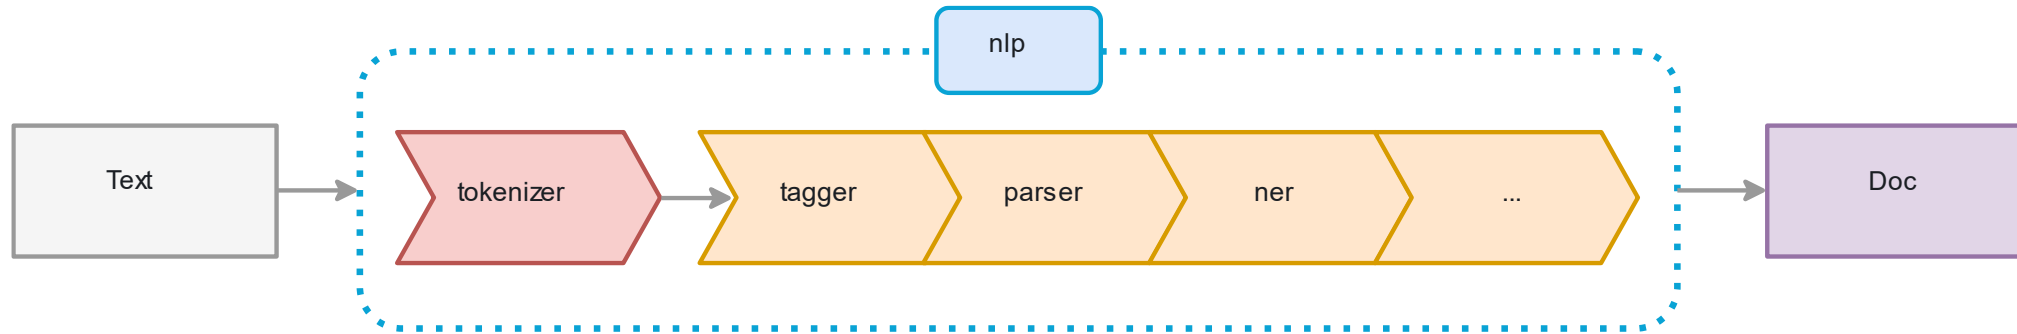 nlp
Text
tokenizer
tagger
parser
ner
...
Doc